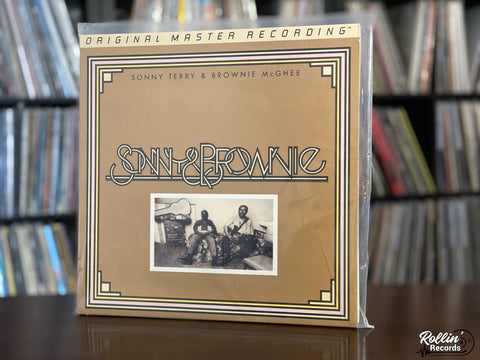 ORIGINAL MASTER RECORDING™
SONNY TERRY & BROWNIE McGHEE
SONNY & BROWNIE
Rollin'
Records